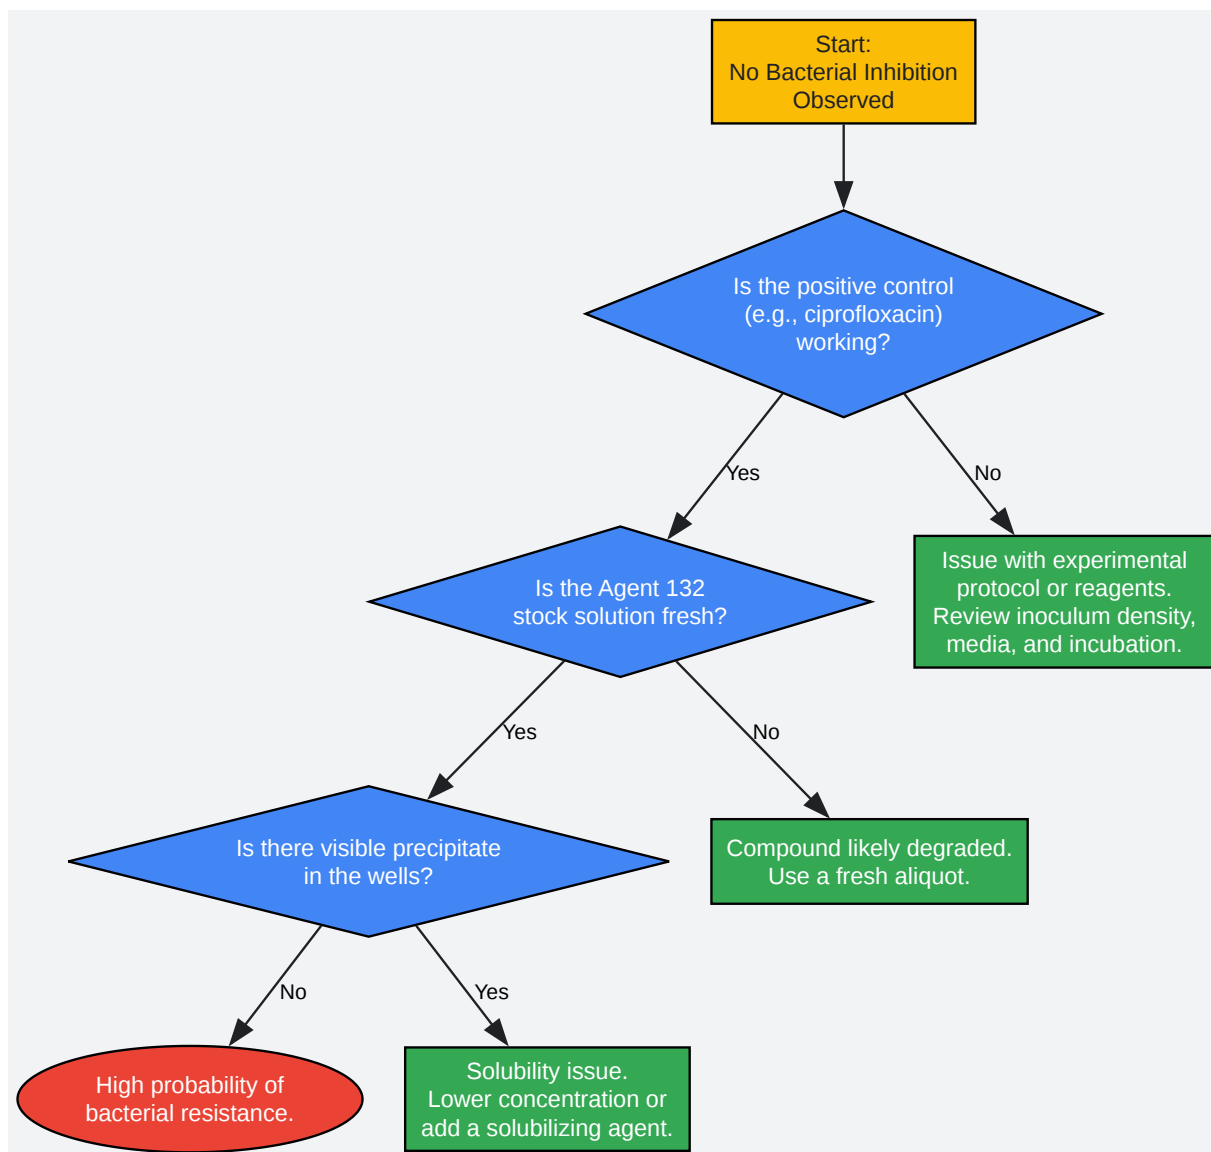 Start:
No Bacterial Inhibition
Observed
Is the positive control
(e.g., ciprofloxacin)
working?
Yes
No
Is the Agent 132
stock solution fresh?
Issue with experimental
protocol or reagents.
Review inoculum density,
media, and incubation.
Yes
No
Is there visible precipitate
in the wells?
Compound likely degraded.
Use a fresh aliquot.
No
Yes
High probability of
bacterial resistance.
Solubility issue.
Lower concentration or
add a solubilizing agent.